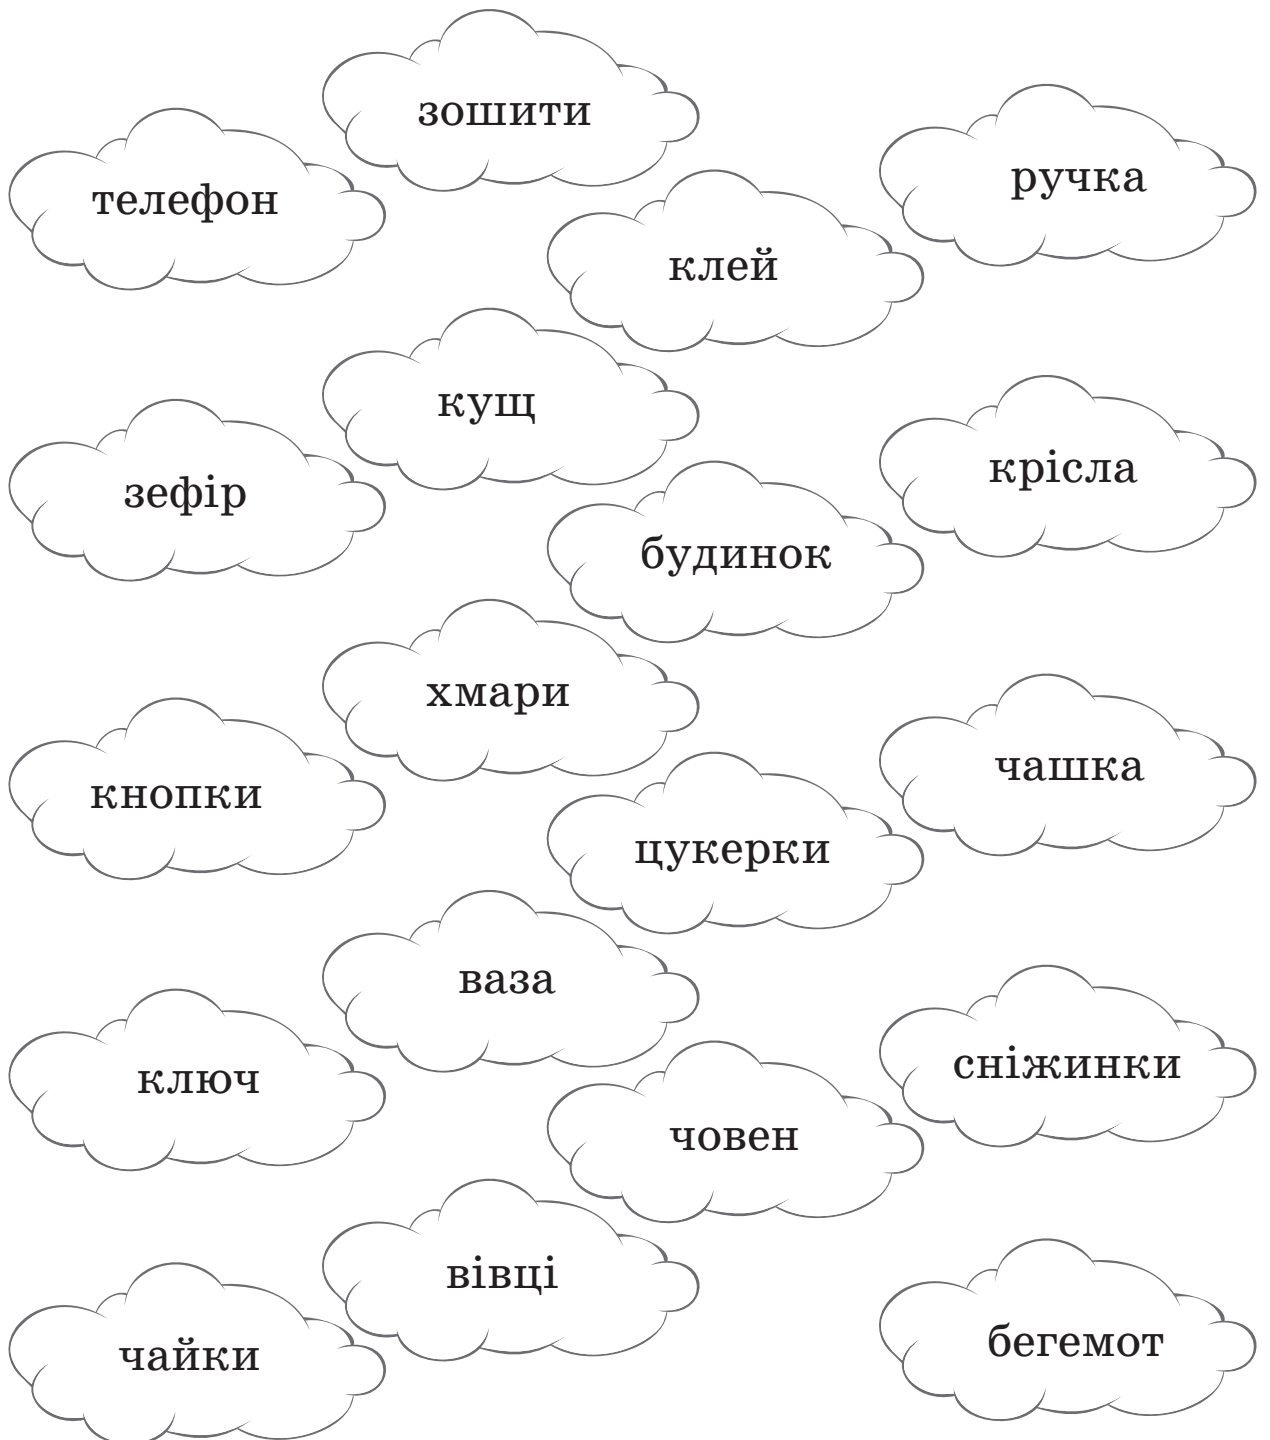 зошити
телефон
ручка
клей
кущ
зефір
крісла
будинок
хмари
кнопки
чашка
цукерки
ваза
ключ
сніжинки
човен
вівці
чайки
бегемот